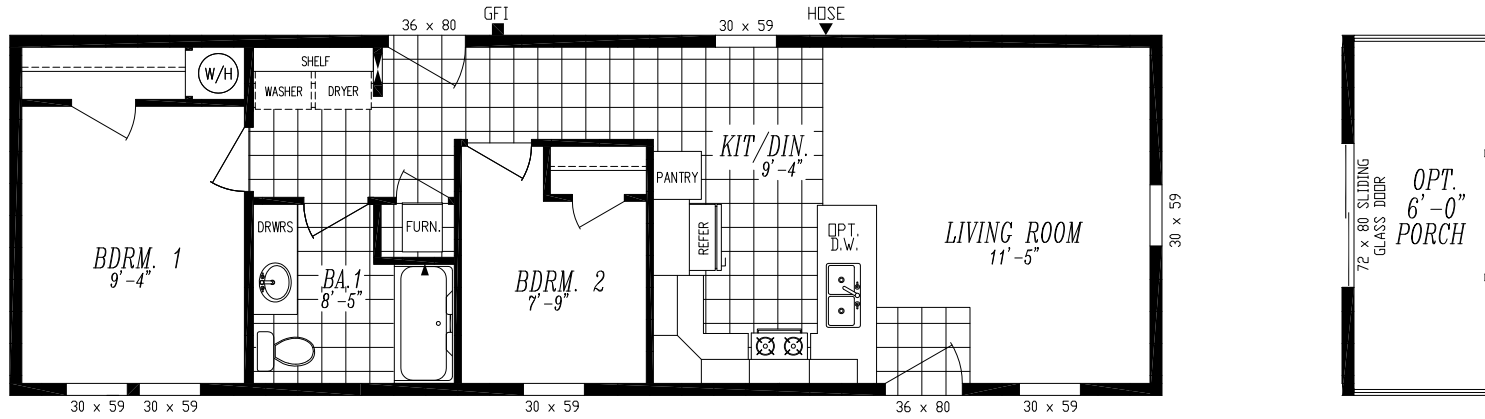 36 x 80
GFI
30 x 59
HOSE
SHELF
W/H
WASHER
DRYER
KIT/DIN.
9'-4"
PANTRY
DRWRS
FURN.
REFER
OPT.
D.W.
LIVING ROOM
11'-5"
30 x 59
72 x 80 SLIDING
GLASS DOOR
OPT.
6'-0"
PORCH
BDRM. 1
9'-4"
BA.1
8'-5"
BDRM. 2
7'-9"
30 x 59
30 x 59
30 x 59
36 x 80
30 x 59